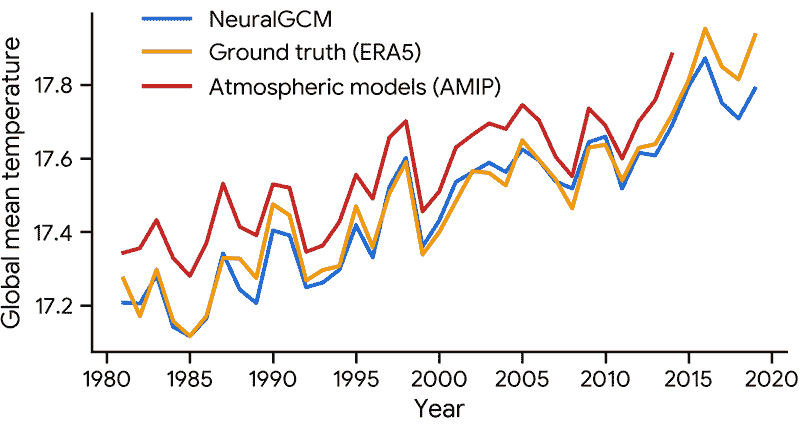 NeuralGCM
Ground truth (ERA5)
Atmospheric models (AMIP)
Global mean temperature
17.8
17.6
17.4
17.2
1980 1985 1990 1995 2000 2005 2010 2015 2020
Year